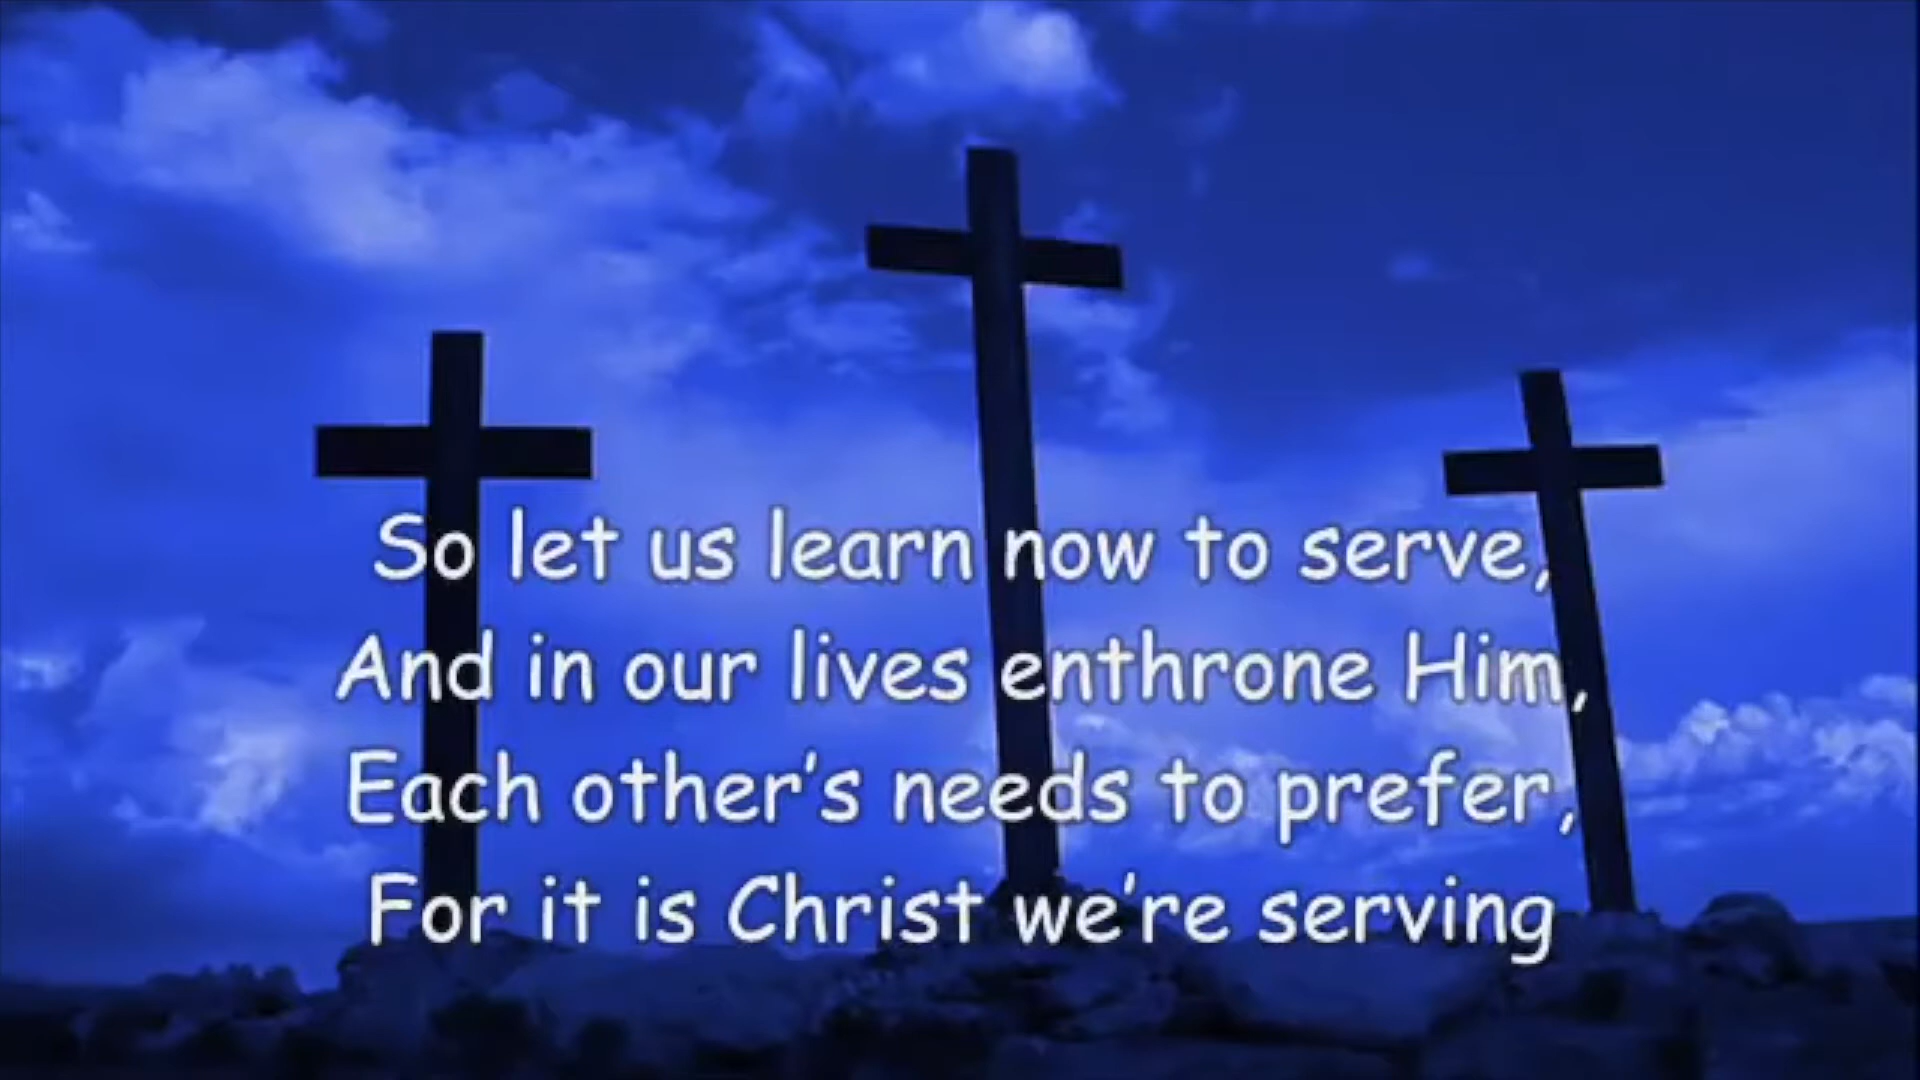 So let us learn now to serve,
And in our lives enthrone Him,
Each other's needs to prefer,
For it is Christ we're serving